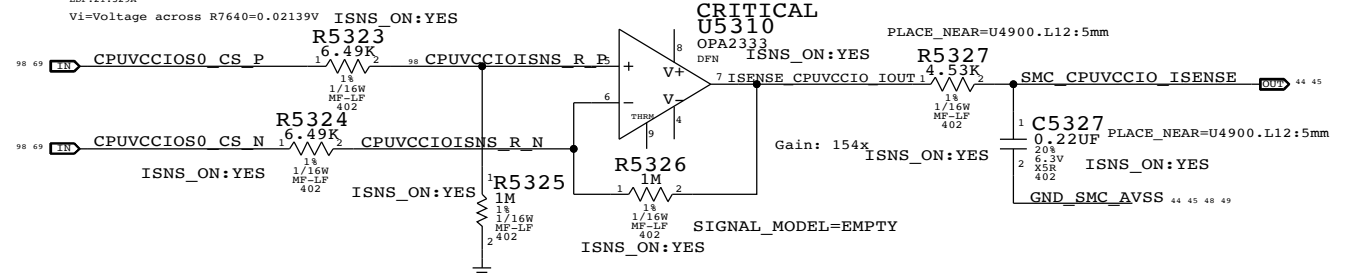 Vi=Voltage across R7640=0.02139V
ISNS_ON:YES
CRITICAL
U5310
OPA2333
DFN
ISNS_ON:YES
PLACE_NEAR=U4900.L12:5mm
R5323
6.49K
98 69 IN CPUVCCIOS0_CS_P
1 2
1%
1/16W
MF-LF
402
98 CPUVCCIOISNS_R_P
5
+
8
V+
6
-
V-
4
THRM
9
7 ISENSE_CPUVCCIO_IOUT
R5327
4.53K
1 2
1%
1/16W
MF-LF
402
SMC_CPUVCCIO_ISENSE
OUT 44 45
R5324
6.49K
98 69 IN CPUVCCIOS0_CS_N
1 2
1%
1/16W
MF-LF
402
ISNS_ON:YES
CPUVCCIOISNS_R_N
ISNS_ON:YES
1
R5325
1M
1%
1/16W
MF-LF
402
2
R5326
1M
1 2
1%
1/16W
MF-LF
402
ISNS_ON:YES
Gain: 154x
SIGNAL_MODEL=EMPTY
ISNS_ON:YES
1
C5327
0.22UF
20%
6.3V
X5R
402
2
PLACE_NEAR=U4900.L12:5mm
ISNS_ON:YES
GND_SMC_AVSS 44 45 48 49